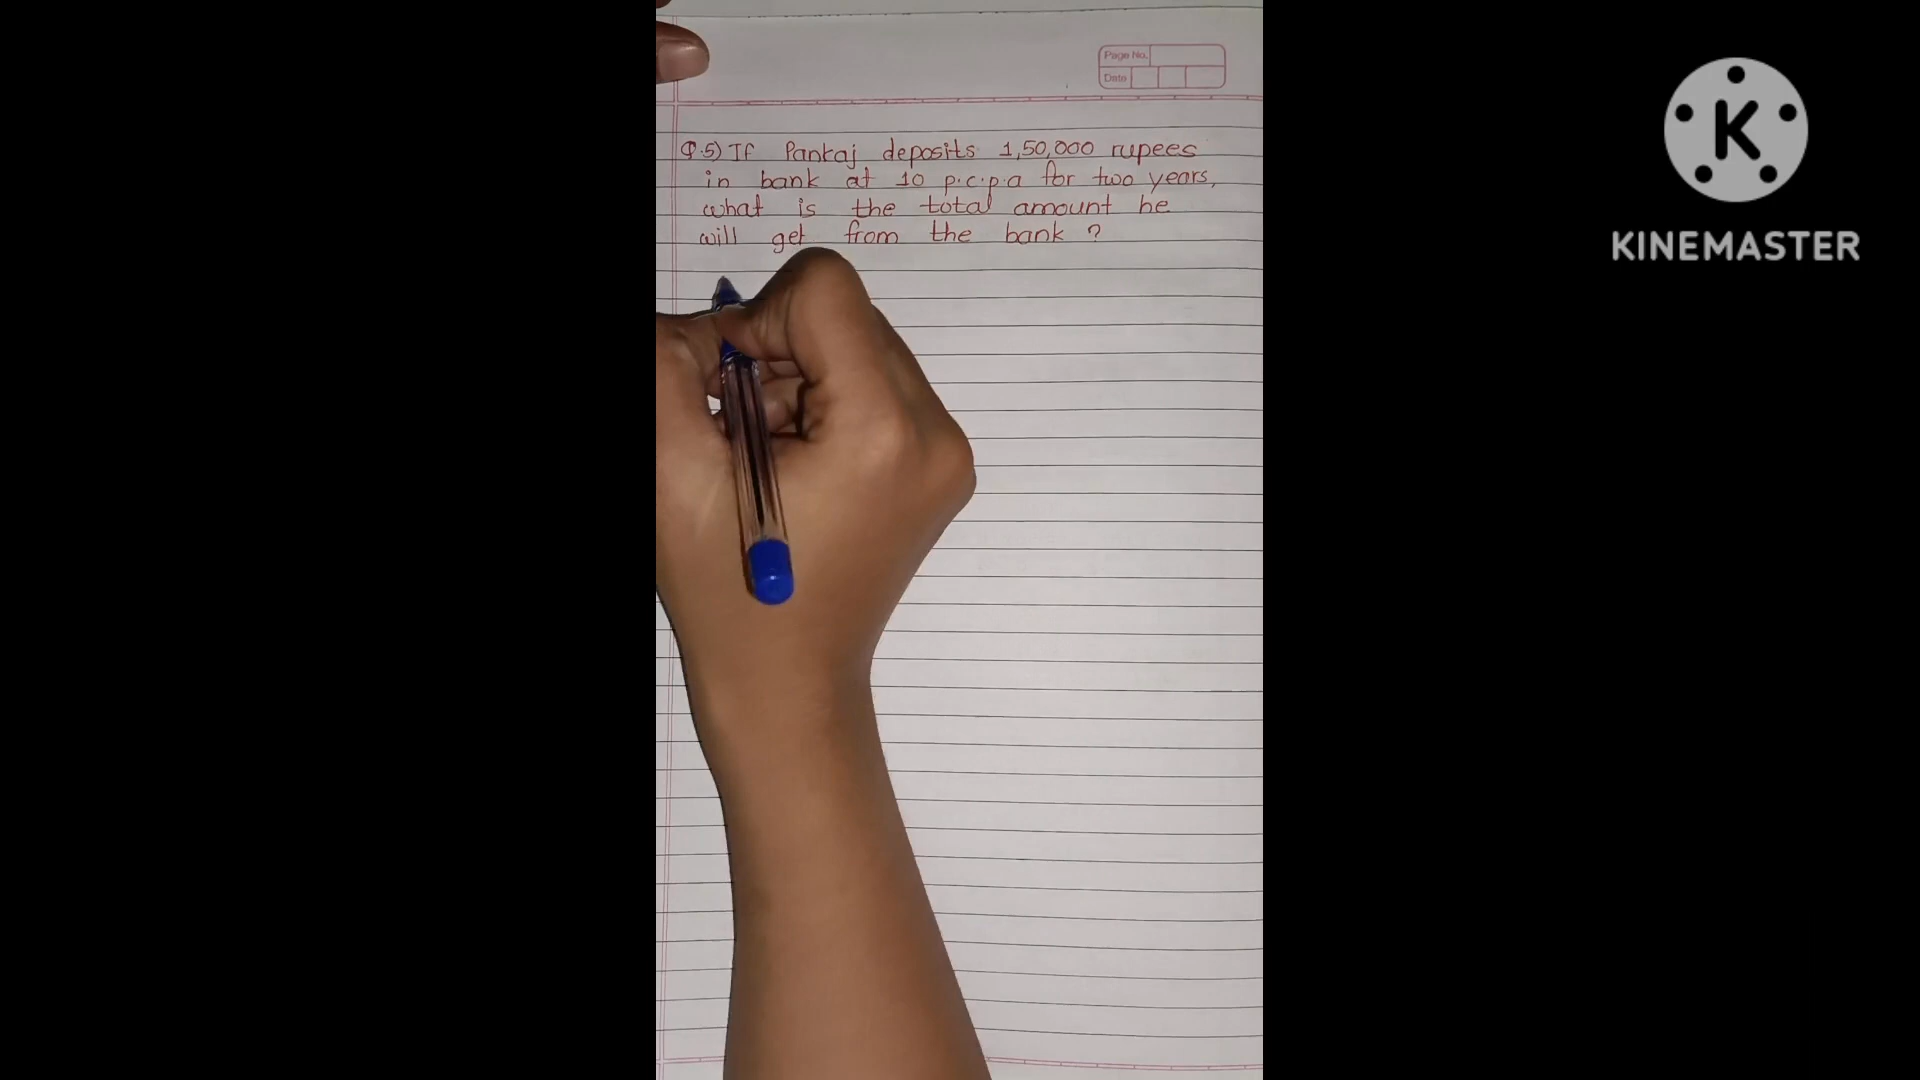 Page No.
Date
Q.5) If Pankaj deposits 1,50,000 rupees
in bank at 10 p.c.p.a for two years,
what is the total amount he
will get from the bank ?
K
KINEMASTER